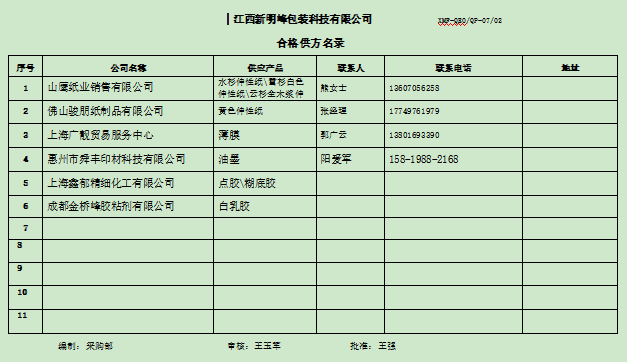 江西新明峰包装科技有限公司 XMF-QEO/QP-07/02
合格供方名录
序号 公司名称 供应产品 联系人 联系电话 地址
1 山鹰纸业销售有限公司 水杉伸性纸\雪杉白色伸性纸\云杉全木浆伸 熊女士 13607056253
2 佛山骏朋纸制品有限公司 黄色伸性纸 张经理 17749761979
3 上海广靓贸易服务中心 薄膜 郭广云 13801693390
4 惠州市舜丰印材科技有限公司 油墨 阳爱军 158-1988-2168
5 上海鑫郁精细化工有限公司 点胶\糊底胶
6 成都金桥峰胶粘剂有限公司 白乳胶
7
8
9
10
11
编制：采购部 审核：王玉军 批准：王强